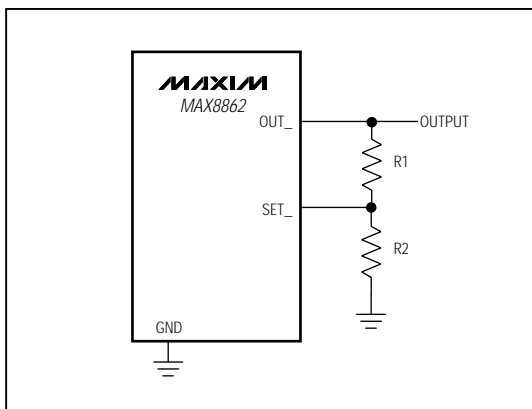 MAXIM
MAX8862
OUT_
OUTPUT
R1
SET_
R2
GND